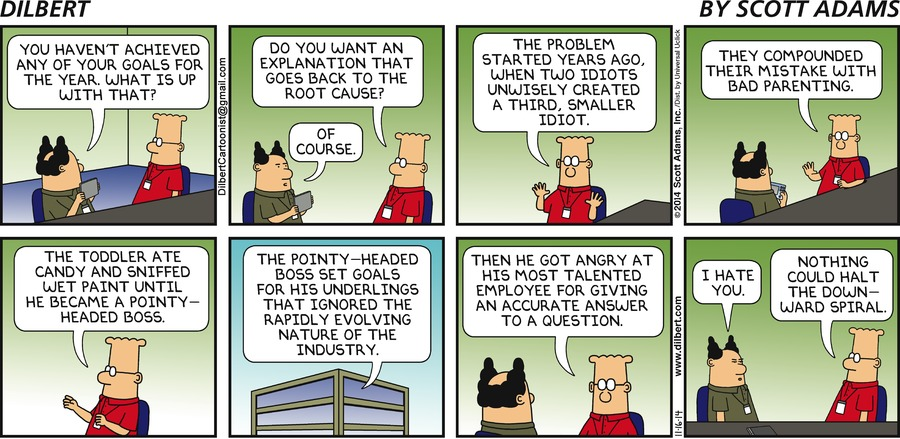 DILBERT
BY SCOTT ADAMS
YOU HAVEN'T ACHIEVED
ANY OF YOUR GOALS FOR
THE YEAR. WHAT IS UP
WITH THAT?
DilbertCartoonist@gmail.com
DO YOU WANT AN
EXPLANATION THAT
GOES BACK TO THE
ROOT CAUSE?
OF
COURSE.
THE PROBLEM
STARTED YEARS AGO,
WHEN TWO IDIOTS
UNWISELY CREATED
A THIRD, SMALLER
IDIOT.
©2014 Scott Adams, Inc./Dist. by Universal Uclick
THEY COMPOUNDED
THEIR MISTAKE WITH
BAD PARENTING.
THE TODDLER ATE
CANDY AND SNIFFED
WET PAINT UNTIL
HE BECAME A POINTY-
HEADED BOSS.
THE POINTY-HEADED
BOSS SET GOALS
FOR HIS UNDERLINGS
THAT IGNORED THE
RAPIDLY EVOLVING
NATURE OF THE
INDUSTRY.
THEN HE GOT ANGRY AT
HIS MOST TALENTED
EMPLOYEE FOR GIVING
AN ACCURATE ANSWER
TO A QUESTION.
11-16-14
www.dilbert.com
I HATE
YOU.
NOTHING
COULD HALT
THE DOWN-
WARD SPIRAL.